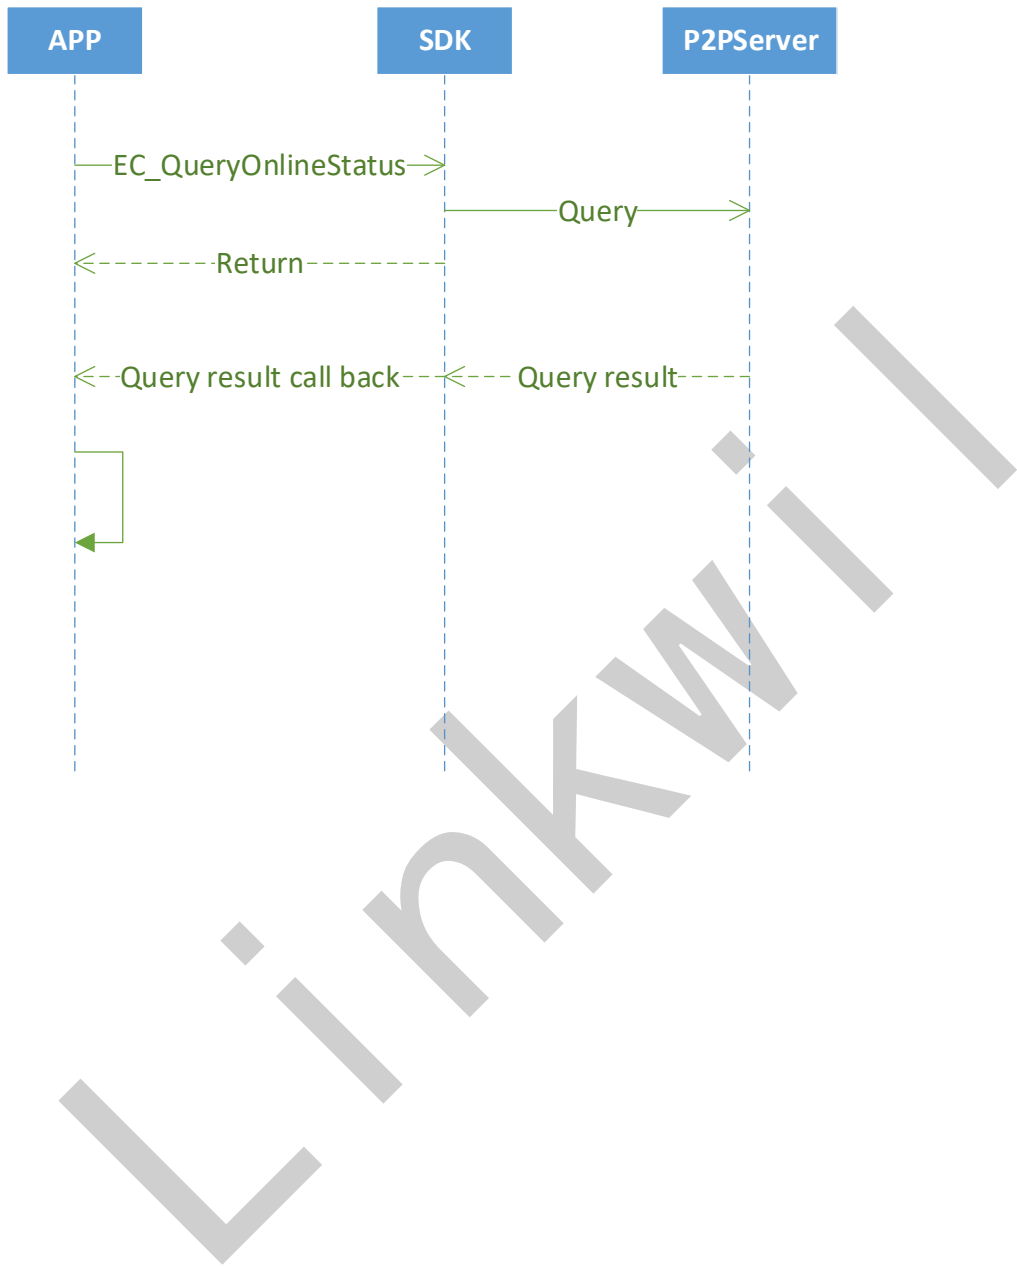 APP
SDK
P2PServer
EC_QueryOnlineStatus
Query
Return
Query result call back
Query result
Linkwil